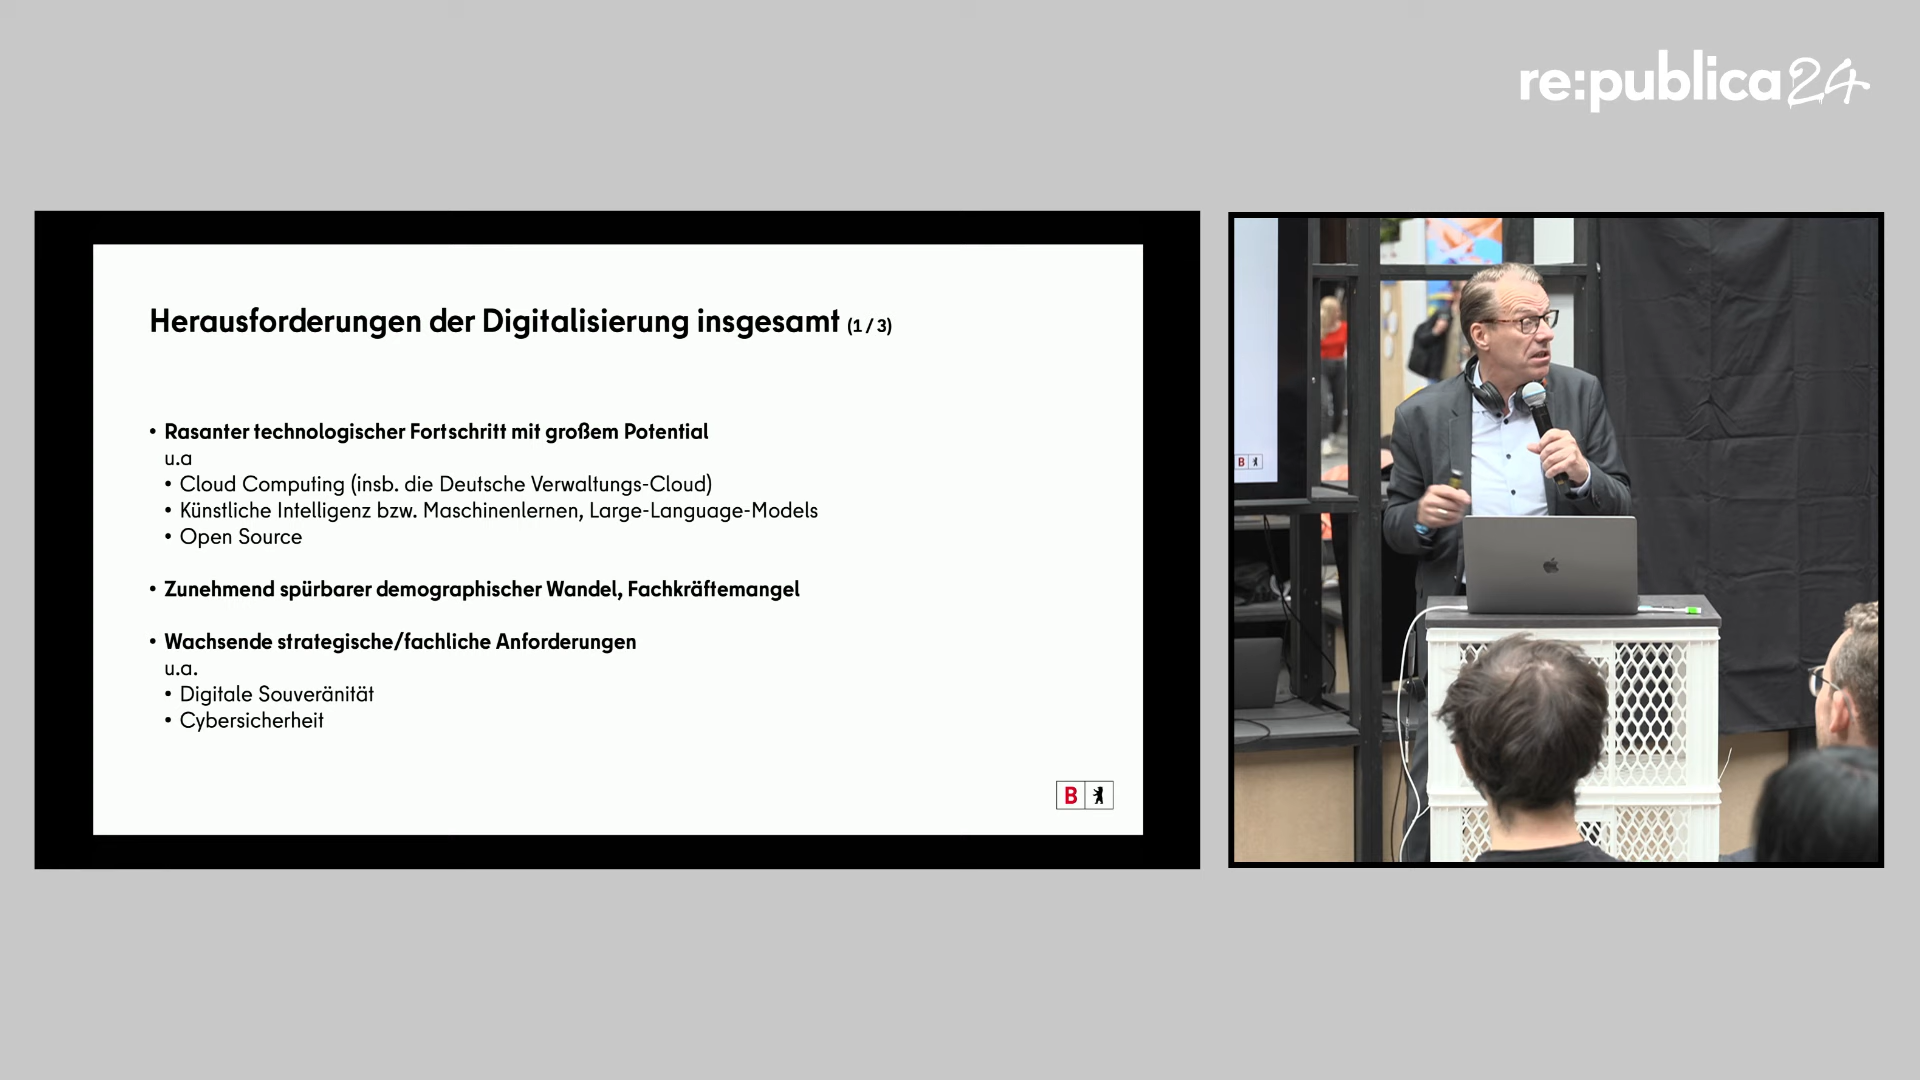 re:publica24
Herausforderungen der Digitalisierung insgesamt (1 / 3)
• Rasanter technologischer Fortschritt mit großem Potential
u.a
• Cloud Computing (insb. die Deutsche Verwaltungs-Cloud)
• Künstliche Intelligenz bzw. Maschinenlernen, Large-Language-Models
• Open Source
• Zunehmend spürbarer demographischer Wandel, Fachkräftemangel
• Wachsende strategische/fachliche Anforderungen
u.a.
• Digitale Souveränität
• Cybersicherheit
B
B